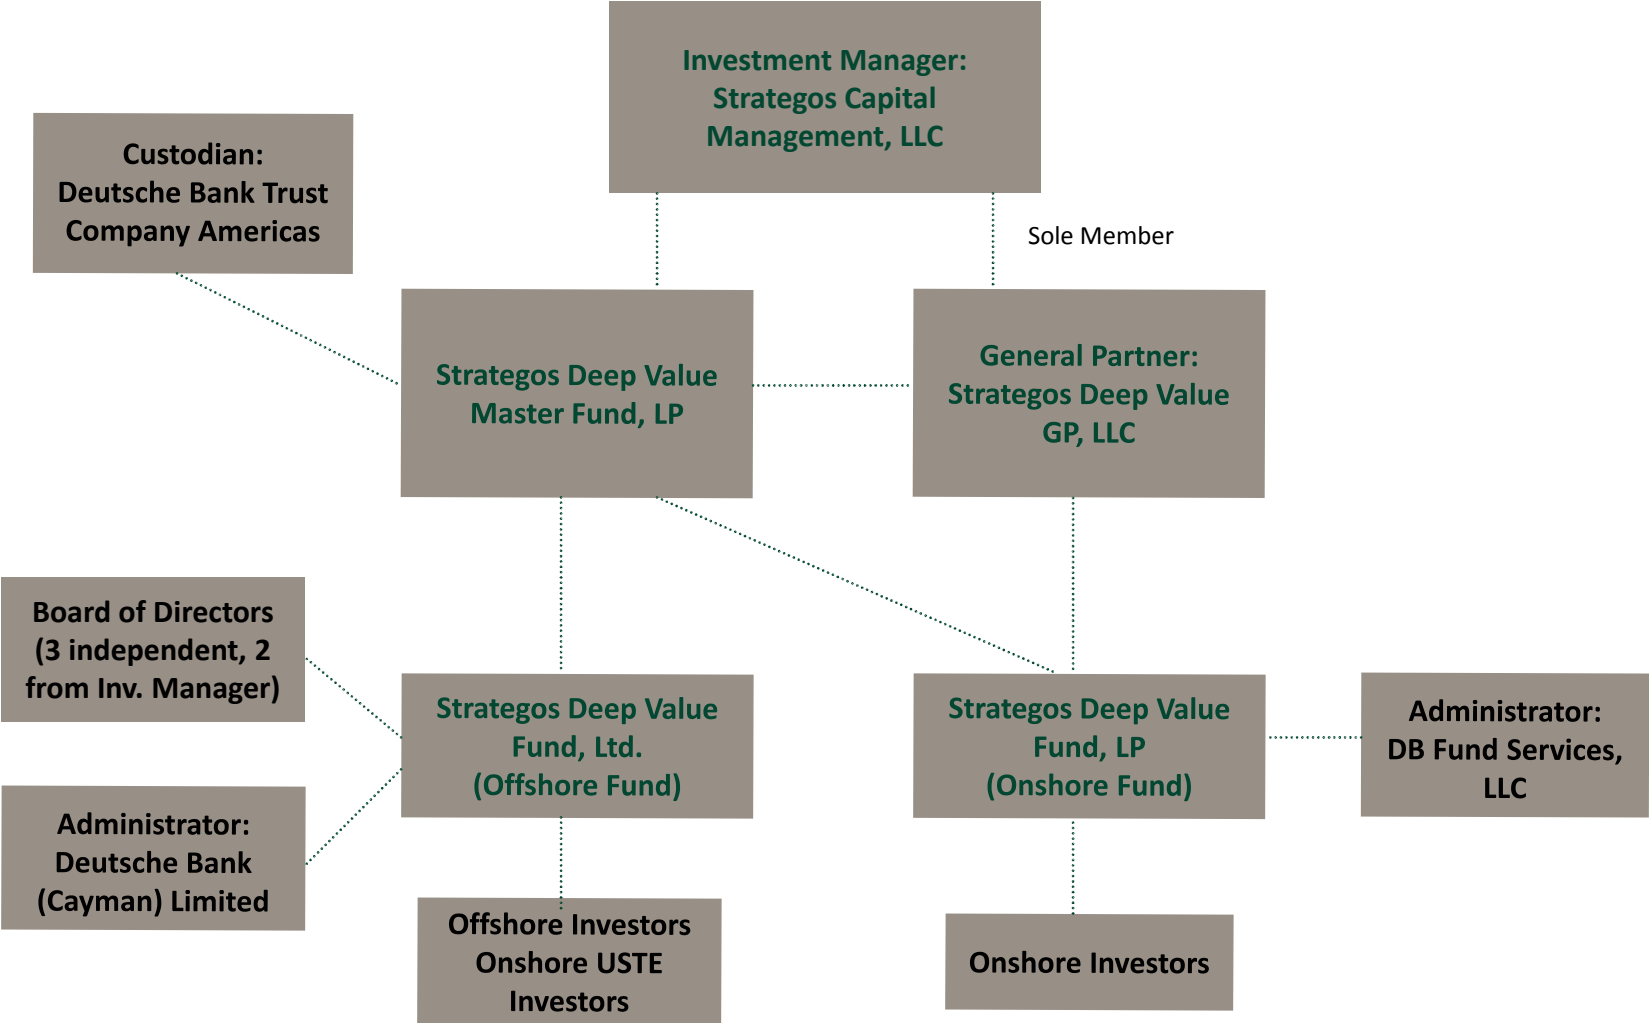 Investment Manager:
Strategos Capital
Management, LLC
Custodian:
Deutsche Bank Trust
Company Americas
Sole Member
Strategos Deep Value
Master Fund, LP
General Partner:
Strategos Deep Value
GP, LLC
Board of Directors
(3 independent, 2
from Inv. Manager)
Strategos Deep Value
Fund, Ltd.
(Offshore Fund)
Strategos Deep Value
Fund, LP
(Onshore Fund)
Administrator:
DB Fund Services,
LLC
Administrator:
Deutsche Bank
(Cayman) Limited
Offshore Investors
Onshore USTE
Investors
Onshore Investors